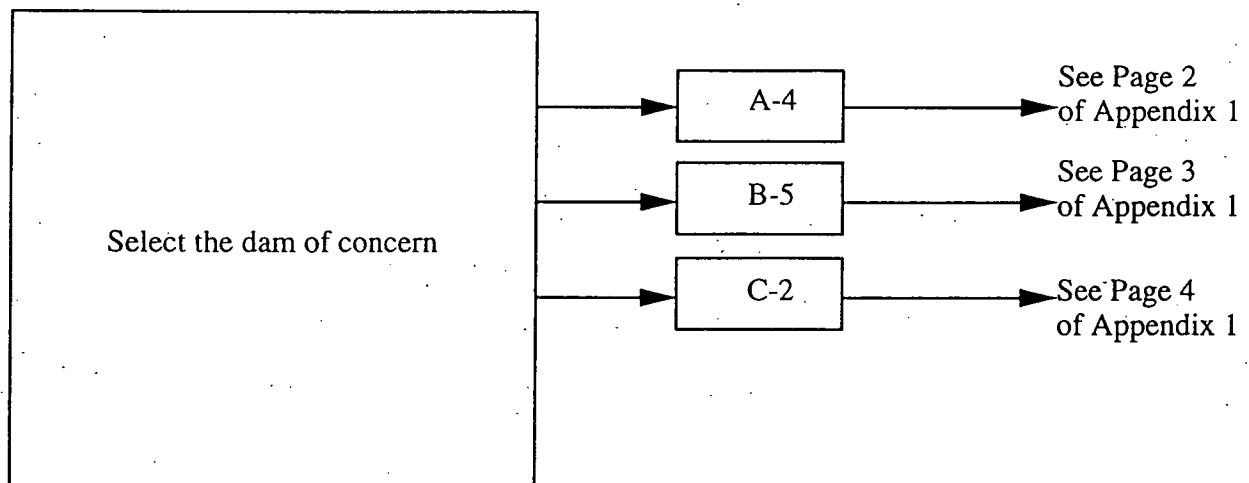 Select the dam of concern
A-4
See Page 2
of Appendix 1
B-5
See Page 3
of Appendix 1
C-2
See Page 4
of Appendix 1